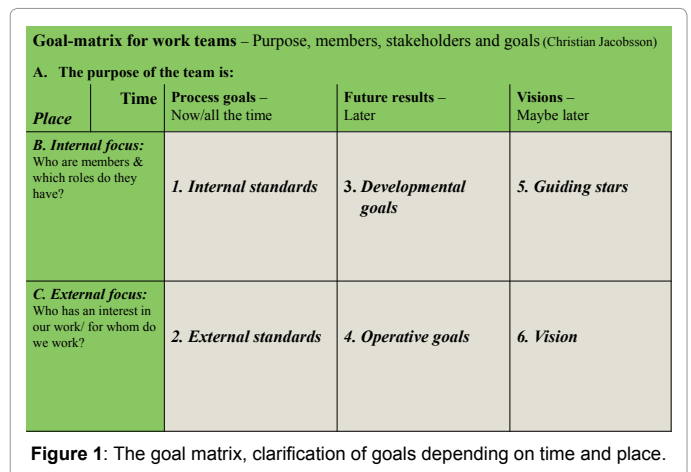 Goal-matrix for work teams – Purpose, members, stakeholders and goals (Christian Jacobsson)
A. The purpose of the team is:
Time
Place
Process goals –
Now/all the time
Future results –
Later
Visions –
Maybe later
B. Internal focus:
Who are members &
which roles do they
have?
1. Internal standards
3. Developmental
goals
5. Guiding stars
C. External focus:
Who has an interest in
our work/ for whom do
we work?
2. External standards
4. Operative goals
6. Vision
Figure 1: The goal matrix, clarification of goals depending on time and place.